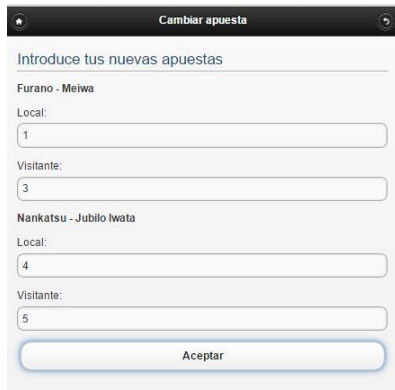 Cambiar apuesta
Introduce tus nuevas apuestas
Furano - Meiwa
Local:
1
Visitante:
3
Nankatsu - Jubilo Iwata
Local:
4
Visitante:
5
Aceptar